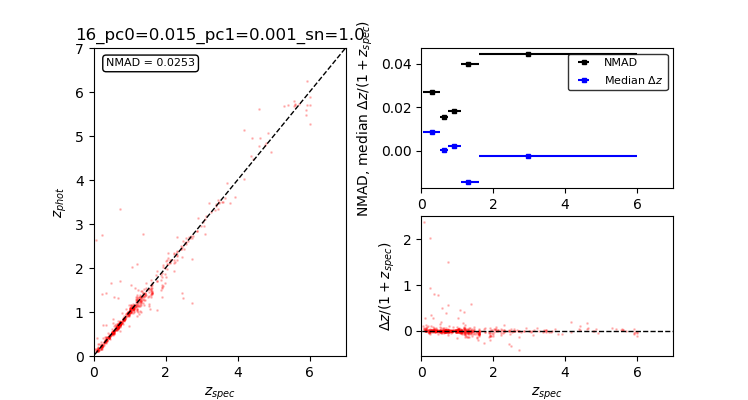 16_pc0=0.015_pc1=0.001_sn=1.0
NMAD = 0.0253
7
6
5
4
3
2
1
0
z_phot
0 2 4 6
z_spec
NMAD, median Δz/(1 + z_spec)
0.04
0.02
0.00
NMAD
Median Δz
0 2 4 6
Δz/(1 + z_spec)
2
1
0
0 2 4 6
z_spec